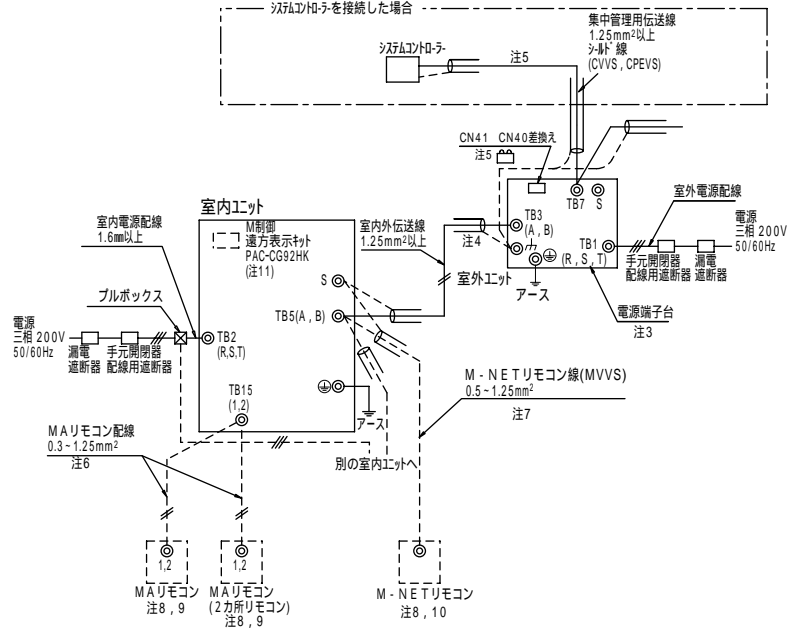 システムコントローラーを接続した場合
システムコントローラー
注5
集中管理用伝送線
1.25mm²以上
シールド線
(CVVS , CPEVS)
CN41 CN40差換え
注5
TB7
S
TB3
(A , B)
TB1
(R , S , T)
室外電源配線
電源
三相 200V
50/60Hz
手元開閉器
配線用遮断器
漏電
遮断器
電源端子台
注3
アース
室外ユニット
注4
室内外伝送線
1.25mm²以上
室内ユニット
M制御
遠方表示キット
PAC-CG92HK
(注11)
室内電源配線
1.6mm以上
プルボックス
電源
三相 200V
50/60Hz
漏電
遮断器
手元開閉器
配線用遮断器
TB2
(R,S,T)
S
TB5(A , B)
TB15
(1,2)
アース
M-NETリモコン線(MVVS)
0.5~1.25mm²
注7
MAリモコン配線
0.3~1.25mm²
注6
別の室内ユニットへ
1,2
MAリモコン
注8 , 9
1,2
MAリモコン
(2カ所リモコン)
注8 , 9
M-NETリモコン
注8 , 10